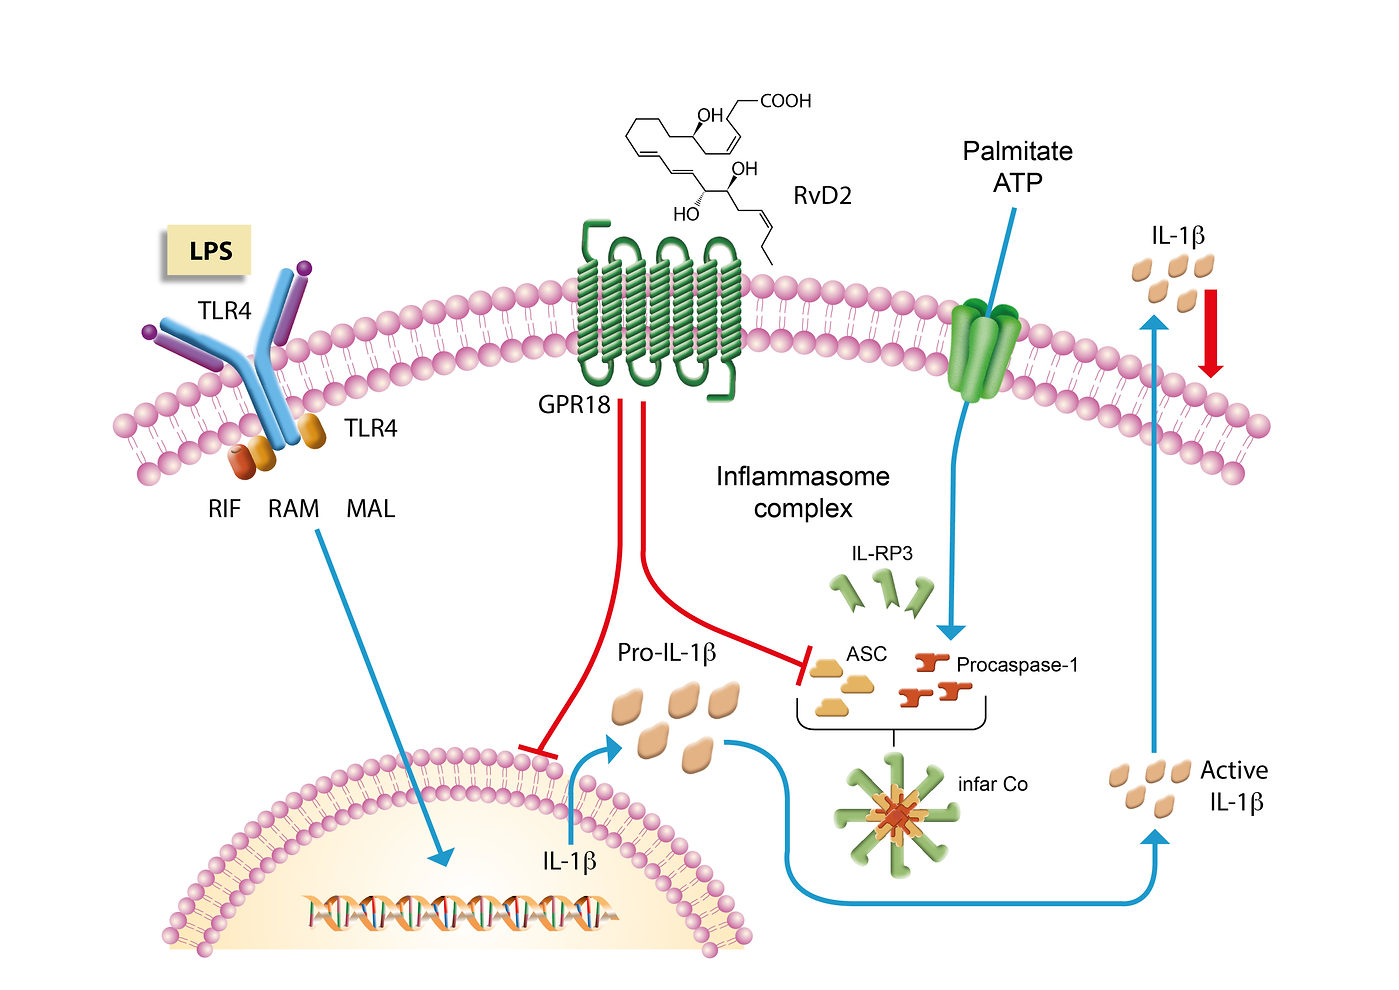 COOH
OH
OH
HO
RvD2
Palmitate
ATP
IL-1β
LPS
TLR4
GPR18
TLR4
RIF RAM MAL
Inflammasome
complex
IL-RP3
ASC
Procaspase-1
Pro-IL-1β
infar Co
Active
IL-1β
IL-1β